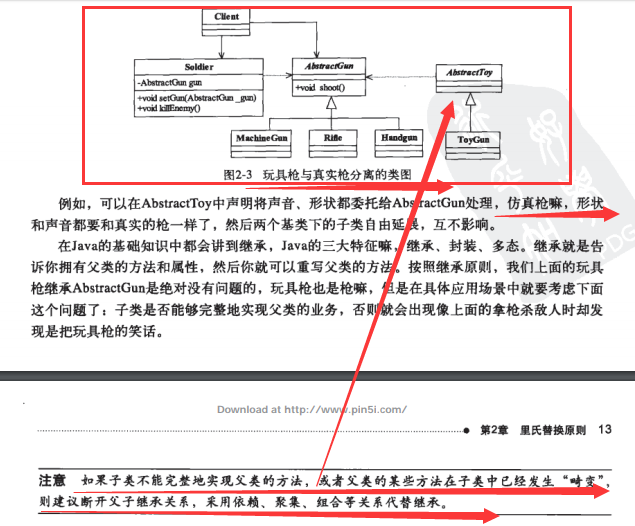 Client
Soldier
-AbstractGun gun
+void setGun(AbstractGun _gun)
+void killEnemy()
AbstractGun
+void shoot()
AbstractToy
MachineGun
Rifle
Handgun
ToyGun
图2-3 玩具枪与真实枪分离的类图
例如，可以在AbstractToy中声明将声音、形状都委托给AbstractGun处理，仿真枪嘛，形状
和声音都要和真实的枪一样了，然后两个基类下的子类自由延展，互不影响。
在Java的基础知识中都会讲到继承，Java的三大特征嘛，继承、封装、多态。继承就是告
诉你拥有父类的方法和属性，然后你就可以重写父类的方法。按照继承原则，我们上面的玩具
枪继承AbstractGun是绝对没有问题的，玩具枪也是枪嘛，但是在具体应用场景中就要考虑下面
这个问题了：子类是否能够完整地实现父类的业务，否则就会出现像上面的拿枪杀敌人时却发
现是把玩具枪的笑话。
Download at http://www.pin5i.com/
第2章 里氏替换原则 13
注意 如果子类不能完整地实现父类的方法，或者父类的某些方法在子类中已经发生“畸变”，
则建议断开父子继承关系，采用依赖、聚集、组合等关系代替继承。